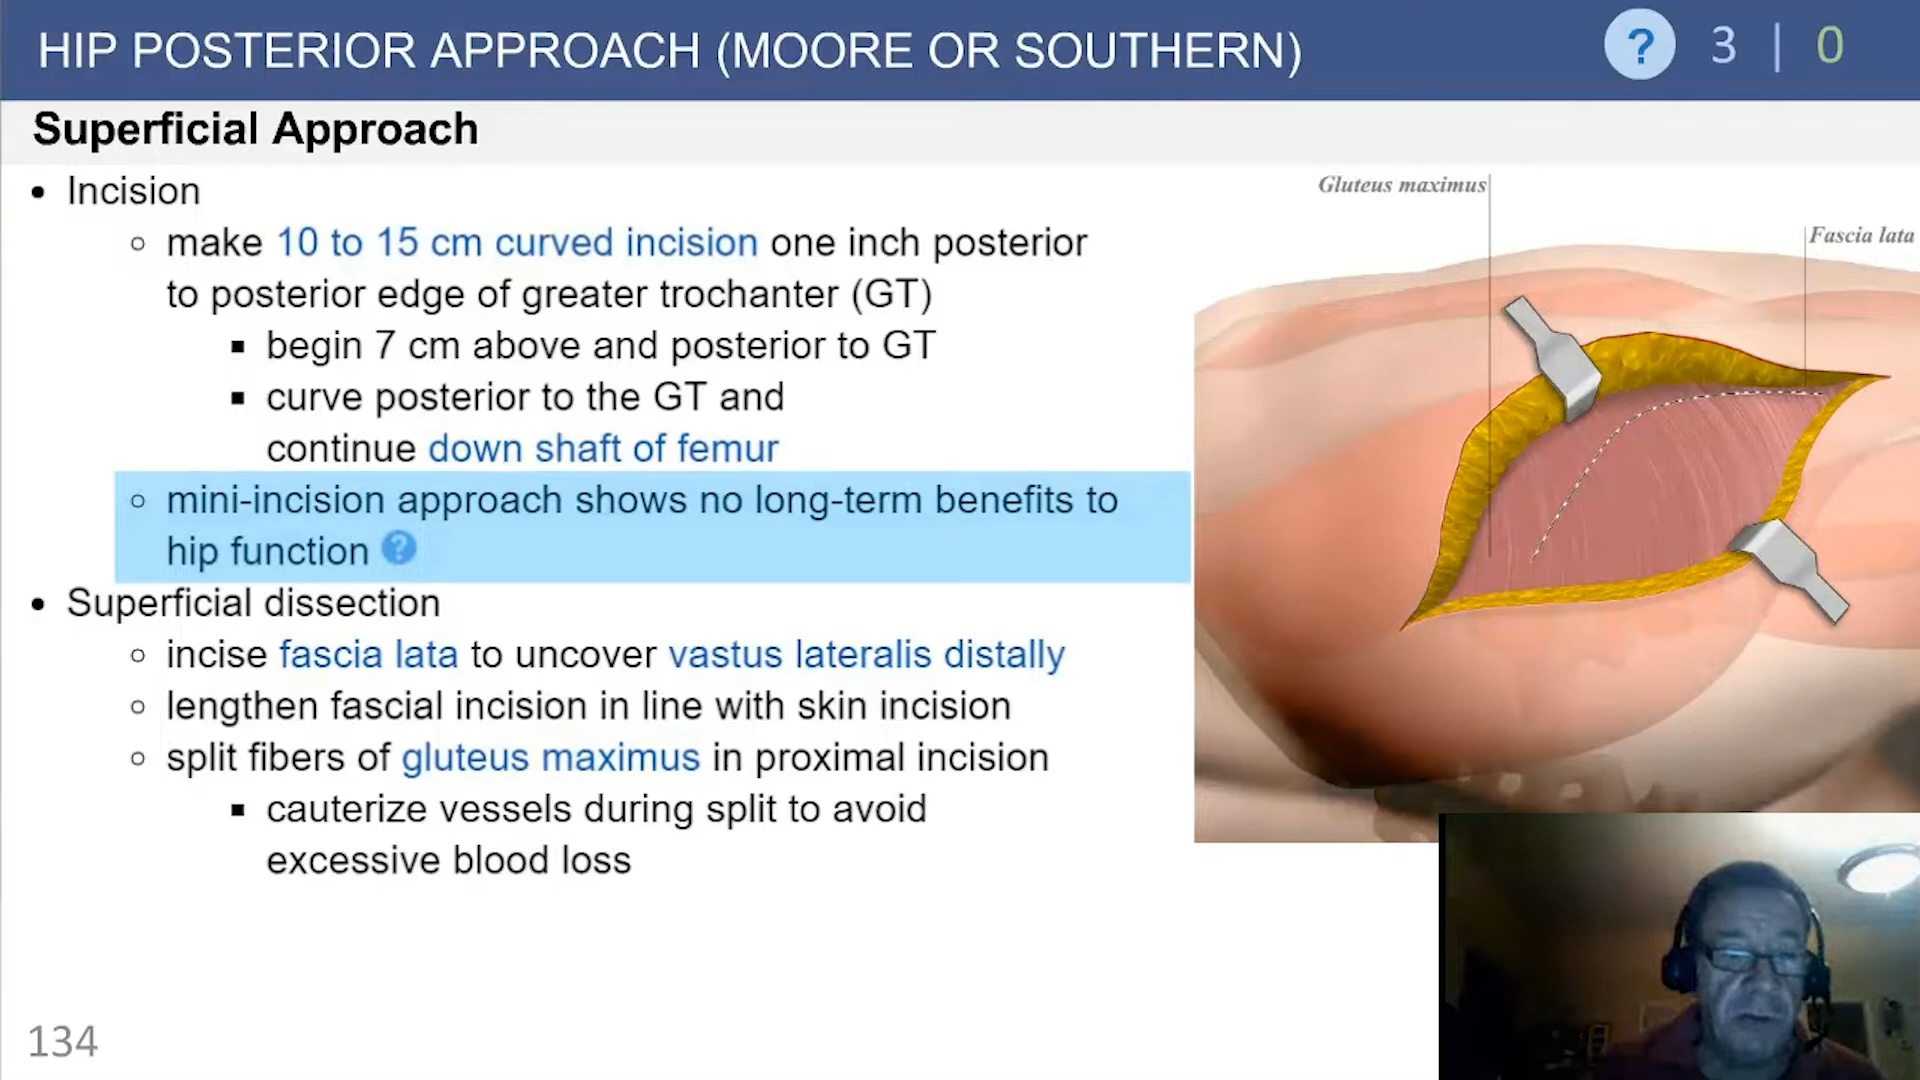 HIP POSTERIOR APPROACH (MOORE OR SOUTHERN)
? 3 | 0
Superficial Approach
• Incision
○ make 10 to 15 cm curved incision one inch posterior
to posterior edge of greater trochanter (GT)
▪ begin 7 cm above and posterior to GT
▪ curve posterior to the GT and
continue down shaft of femur
○ mini-incision approach shows no long-term benefits to
hip function ?
• Superficial dissection
○ incise fascia lata to uncover vastus lateralis distally
○ lengthen fascial incision in line with skin incision
○ split fibers of gluteus maximus in proximal incision
▪ cauterize vessels during split to avoid
excessive blood loss
Gluteus maximus
Fascia lata
134